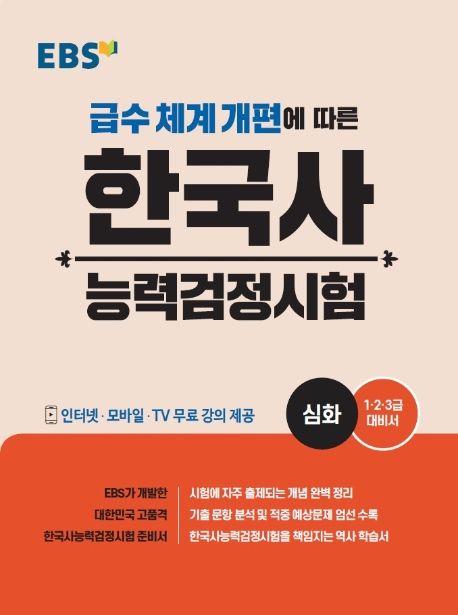 EBS
급수 체계 개편에 따른
한국사
능력검정시험
인터넷 · 모바일 · TV 무료 강의 제공
심화
1·2·3급
대비서
EBS가 개발한
대한민국 고품격
한국사능력검정시험 준비서
시험에 자주 출제되는 개념 완벽 정리
기출 문항 분석 및 적중 예상문제 엄선 수록
한국사능력검정시험을 책임지는 역사 학습서